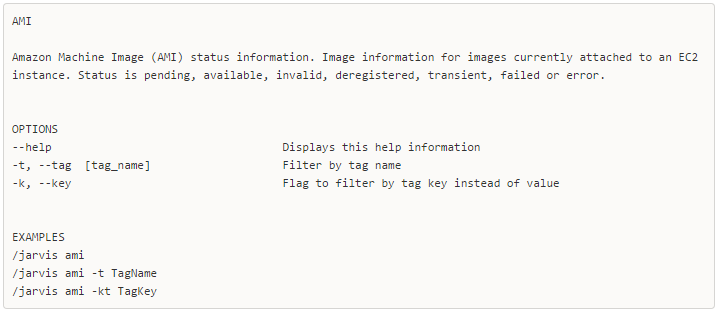 AMI
Amazon Machine Image (AMI) status information. Image information for images currently attached to an EC2
instance. Status is pending, available, invalid, deregistered, transient, failed or error.
OPTIONS
--help Displays this help information
-t, --tag [tag_name] Filter by tag name
-k, --key Flag to filter by tag key instead of value
EXAMPLES
/jarvis ami
/jarvis ami -t TagName
/jarvis ami -kt TagKey